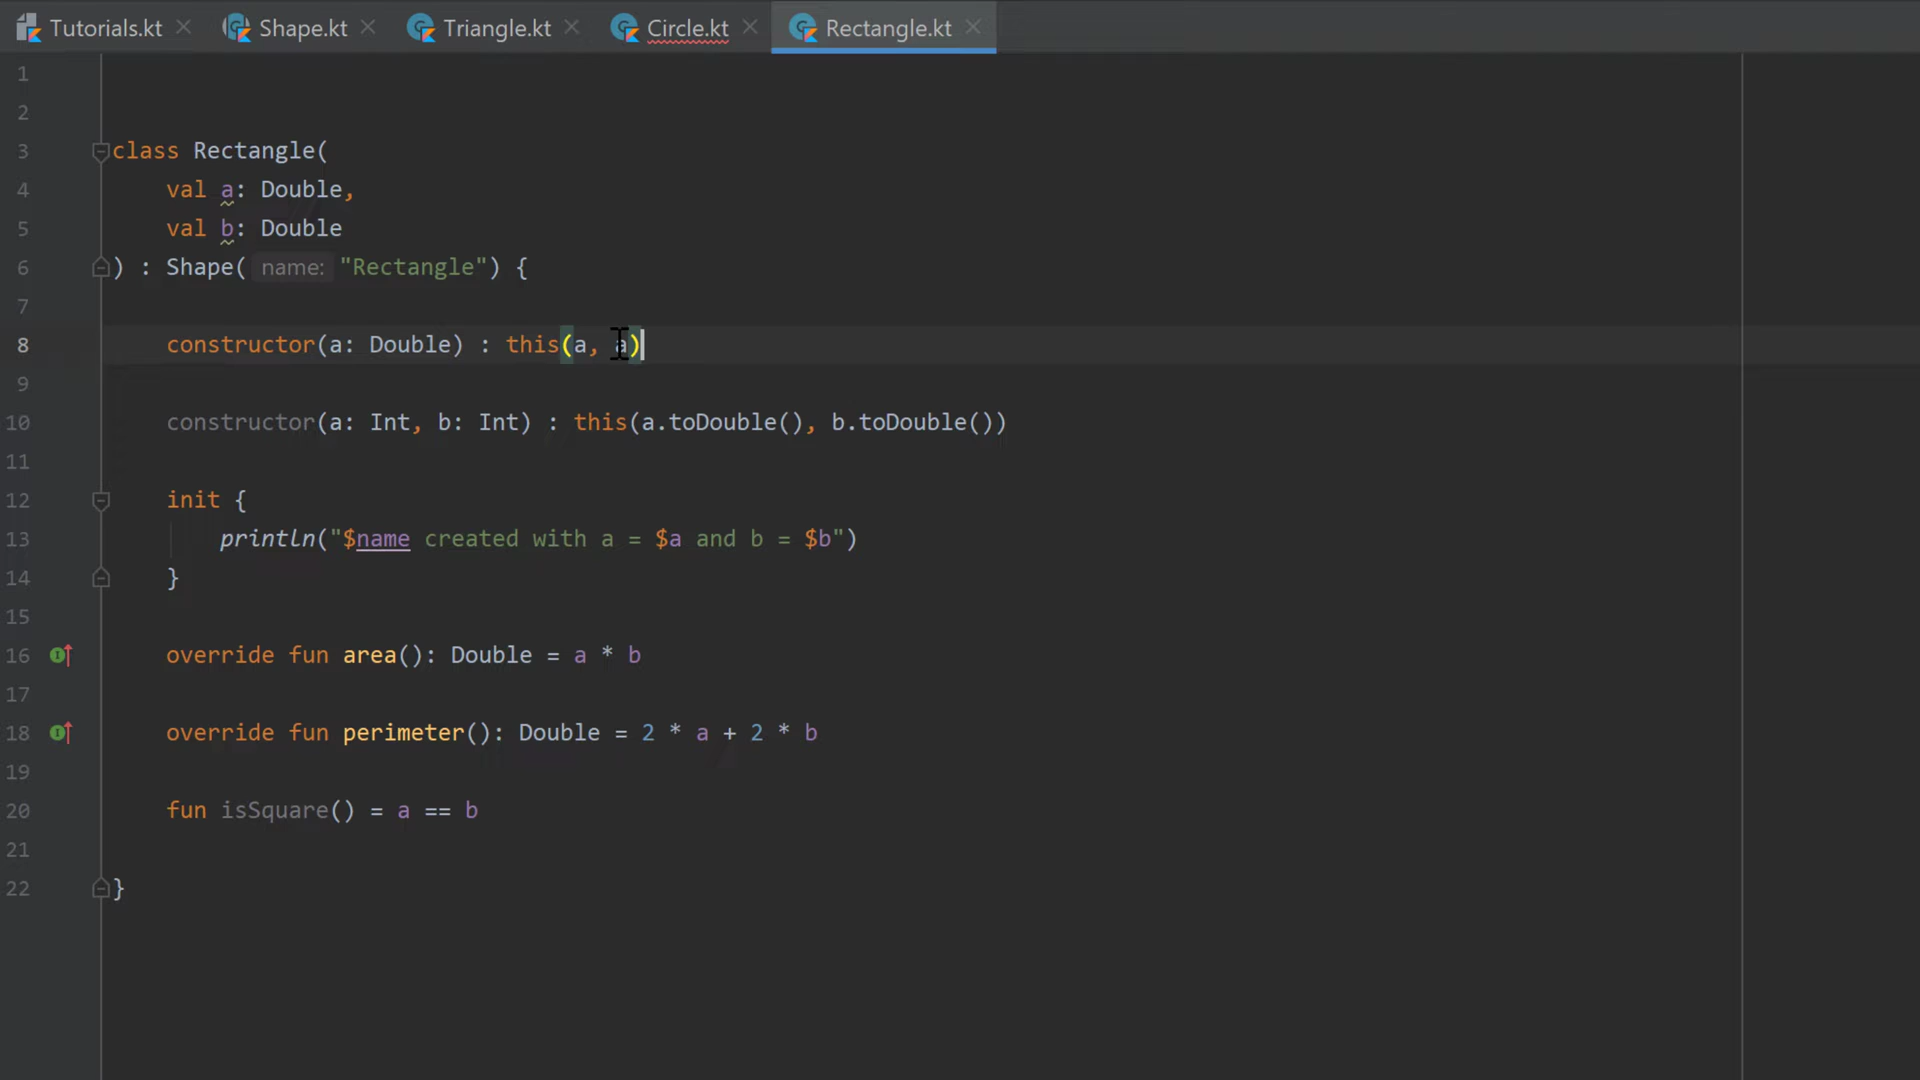 Tutorials.kt Shape.kt Triangle.kt Circle.kt Rectangle.kt
1
2
3 class Rectangle(
4 val a: Double,
5 val b: Double
6 ) : Shape( name: "Rectangle") {
7
8 constructor(a: Double) : this(a, a)
9
10 constructor(a: Int, b: Int) : this(a.toDouble(), b.toDouble())
11
12 init {
13 println("$name created with a = $a and b = $b")
14 }
15
16 override fun area(): Double = a * b
17
18 override fun perimeter(): Double = 2 * a + 2 * b
19
20 fun isSquare() = a == b
21
22 }